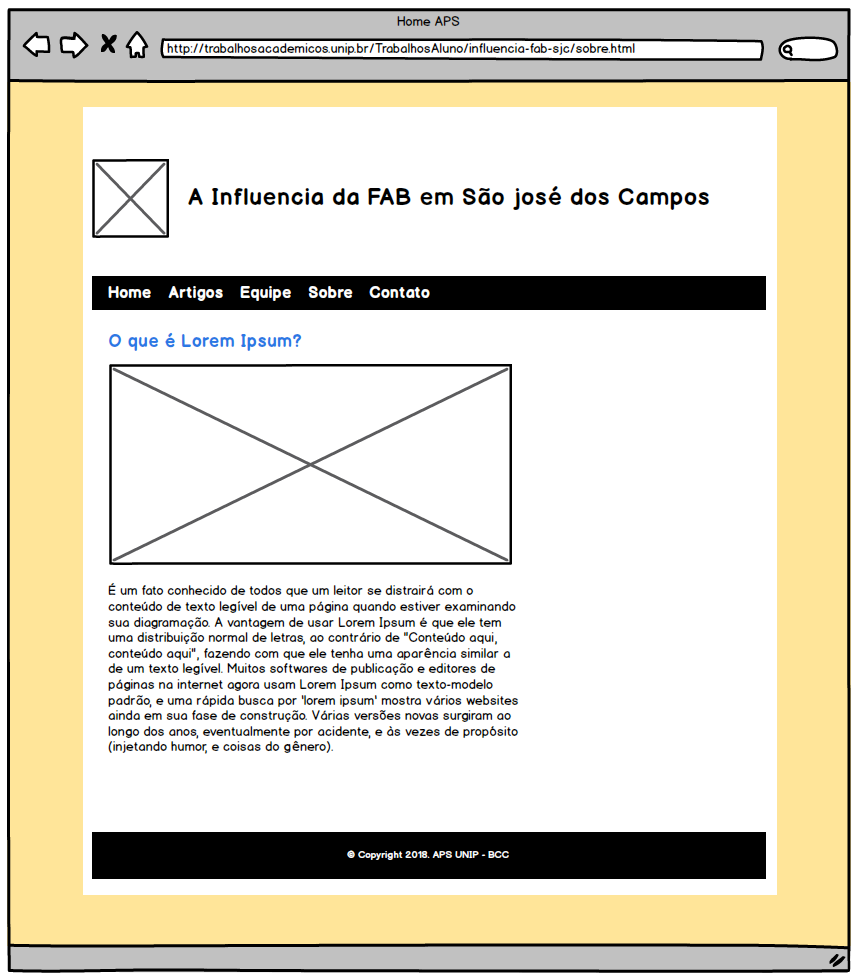 Home APS
http://trabalhosacademicos.unip.br/TrabalhosAluno/influencia-fab-sjc/sobre.html
A Influencia da FAB em São josé dos Campos
Home Artigos Equipe Sobre Contato
O que é Lorem Ipsum?
É um fato conhecido de todos que um leitor se distrairá com o
conteúdo de texto legível de uma página quando estiver examinando
sua diagramação. A vantagem de usar Lorem Ipsum é que ele tem
uma distribuição normal de letras, ao contrário de "Conteúdo aqui,
conteúdo aqui", fazendo com que ele tenha uma aparência similar a
de um texto legível. Muitos softwares de publicação e editores de
páginas na internet agora usam Lorem Ipsum como texto-modelo
padrão, e uma rápida busca por 'lorem ipsum' mostra vários websites
ainda em sua fase de construção. Várias versões novas surgiram ao
longo dos anos, eventualmente por acidente, e às vezes de propósito
(injetando humor, e coisas do gênero).
© Copyright 2018. APS UNIP - BCC